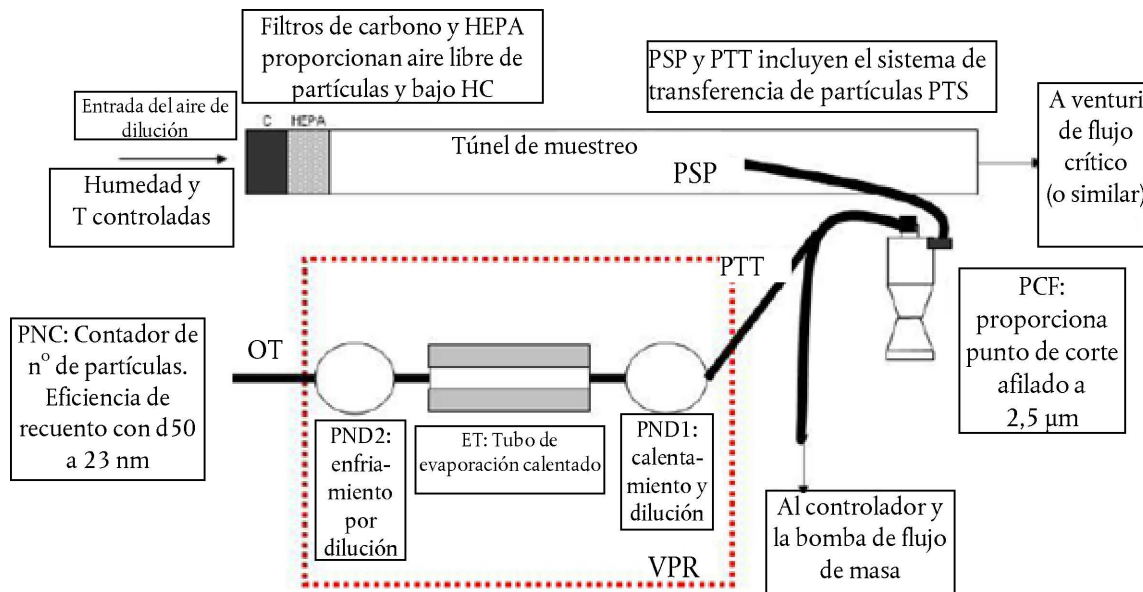 Filtros de carbono y HEPA
proporcionan aire libre de
partículas y bajo HC
PSP y PTT incluyen el sistema de
transferencia de partículas PTS
Entrada del aire de
dilución
Humedad y
T controladas
C
HEPA
Túnel de muestreo
PSP
A venturi
de flujo
crítico
(o similar)
PTT
PCF:
proporciona
punto de corte
afilado a
2,5 µm
PNC: Contador de
nº de partículas.
Eficiencia de
recuento con d50
a 23 nm
OT
PND2:
enfria-
miento
por
dilución
ET: Tubo de
evaporación calentado
PND1:
calenta-
miento y
dilución
VPR
Al controlador y
la bomba de flujo
de masa